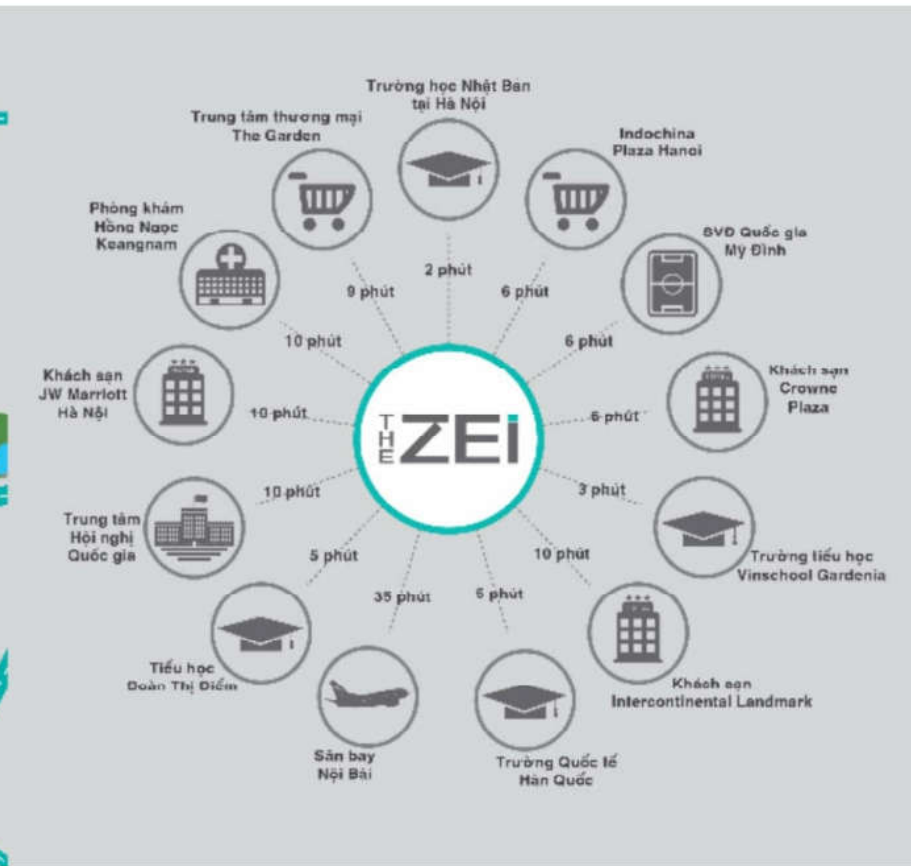 Trường học Nhật Bản
tại Hà Nội
2 phút
Indochina
Plaza Hanoi
6 phút
SVĐ Quốc gia
Mỹ Đình
6 phút
Khách sạn
Crowne
Plaza
6 phút
Trường tiểu học
Vinschool Gardenia
3 phút
Khách sạn
Intercontinental Landmark
10 phút
Trường Quốc tế
Hàn Quốc
6 phút
Sân bay
Nội Bài
35 phút
Tiểu học
Đoàn Thị Điểm
5 phút
Trung tâm
Hội nghị
Quốc gia
10 phút
Khách sạn
JW Marriott
Hà Nội
10 phút
Phòng khám
Hồng Ngọc
Keangnam
10 phút
Trung tâm thương mại
The Garden
9 phút
THE ZEI